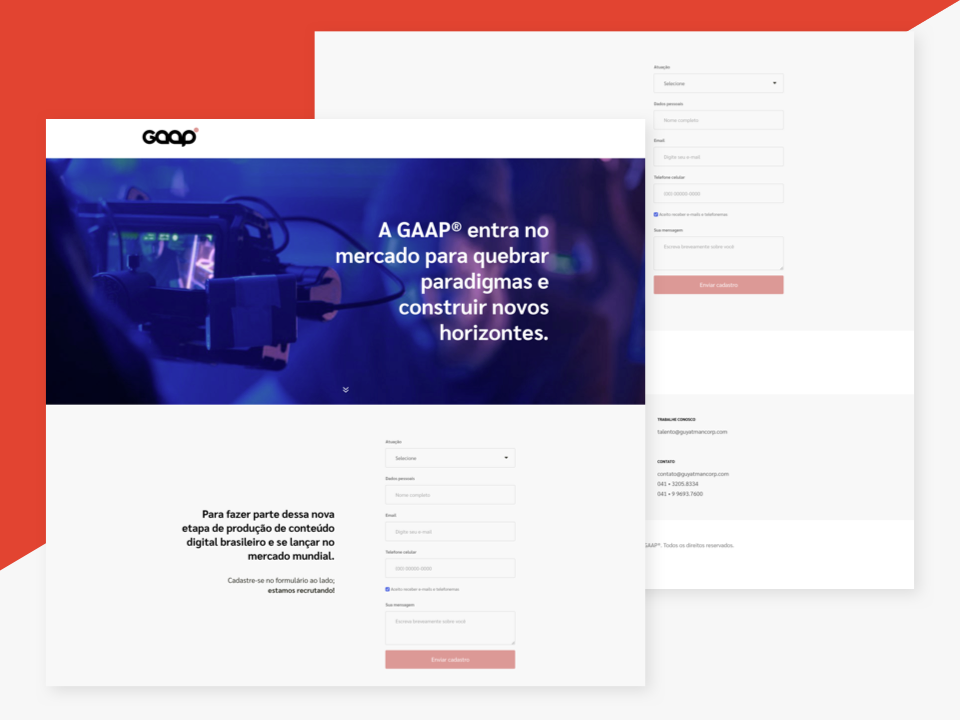 GAAP®
A GAAP® entra no
mercado para quebrar
paradigmas e
construir novos
horizontes.
Para fazer parte dessa nova
etapa de produção de conteúdo
digital brasileiro e se lançar no
mercado mundial.
Cadastre-se no formulário ao lado;
estamos recrutando!
Atuação
Selecione
Dados pessoais
Nome completo
Email
Digite seu e-mail
Telefone celular
(00) 00000-0000
Aceito receber e-mails e telefonemas
Sua mensagem
Escreva brevemente sobre você
Enviar cadastro
Atuação
Selecione
Dados pessoais
Nome completo
Email
Digite seu e-mail
Telefone celular
(00) 00000-0000
Aceito receber e-mails e telefonemas
Sua mensagem
Escreva brevemente sobre você
Enviar cadastro
TRABALHE CONOSCO
talento@guyatmancorp.com
CONTATO
contato@guyatmancorp.com
041 • 3205.8334
041 • 9 9693.7600
GAAP®. Todos os direitos reservados.